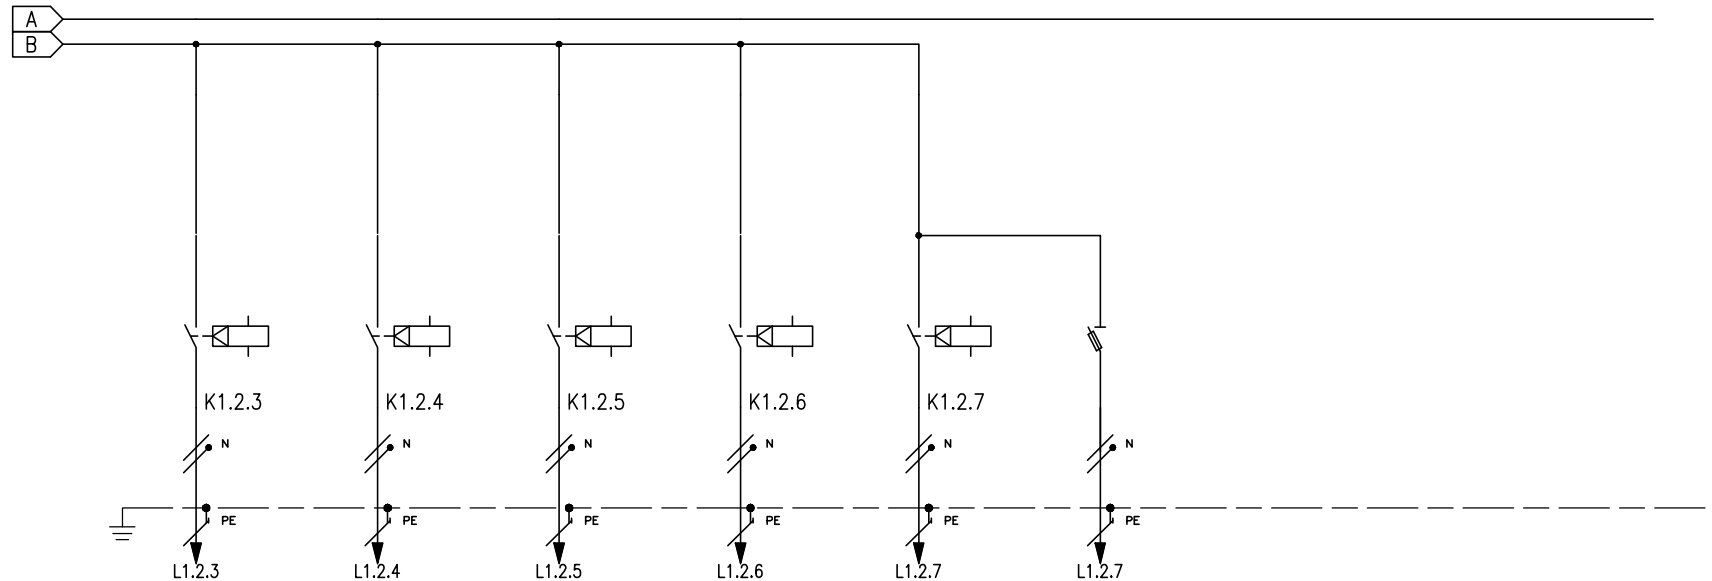 A
B
K1.2.3 K1.2.4 K1.2.5 K1.2.6 K1.2.7
N N N N N N
PE PE PE PE PE PE
L1.2.3 L1.2.4 L1.2.5 L1.2.6 L1.2.7 L1.2.7